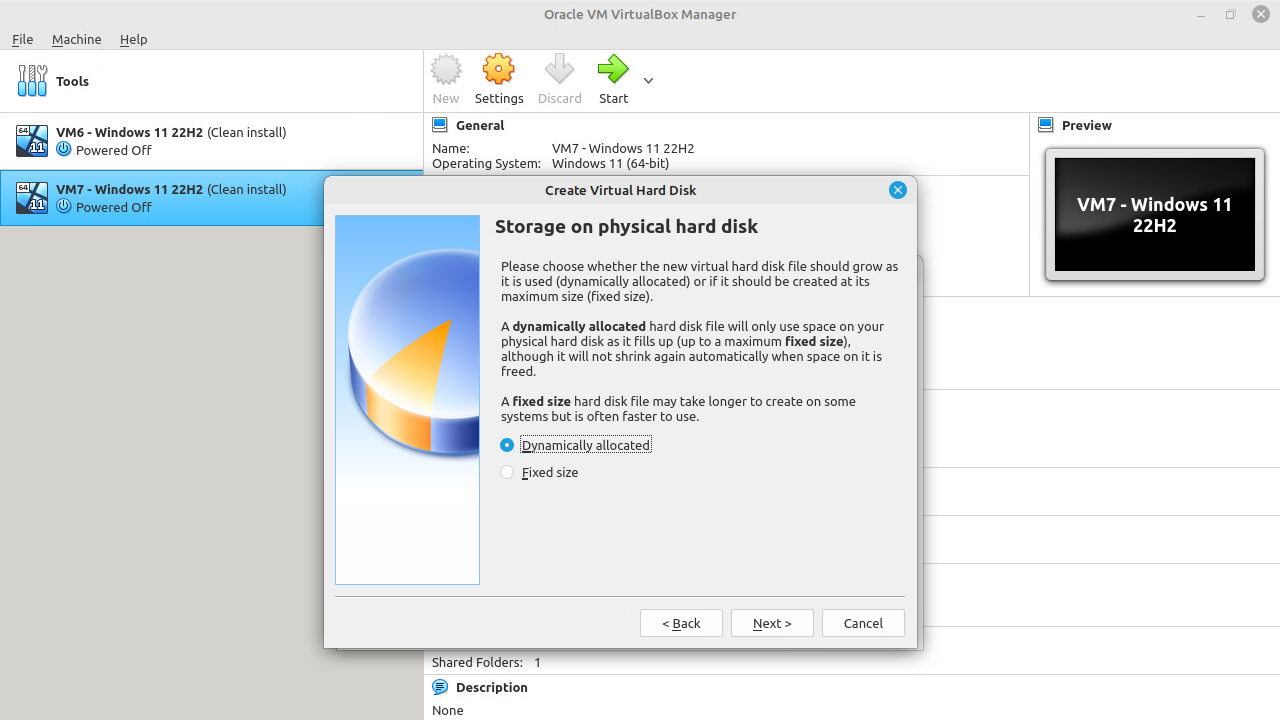 Oracle VM VirtualBox Manager
File Machine Help
Tools
New Settings Discard Start
64
11
VM6 - Windows 11 22H2 (Clean install)
Powered Off
64
11
VM7 - Windows 11 22H2 (Clean install)
Powered Off
General
Name: VM7 - Windows 11 22H2
Operating System: Windows 11 (64-bit)
Preview
VM7 - Windows 11
22H2
Create Virtual Hard Disk
Storage on physical hard disk
Please choose whether the new virtual hard disk file should grow as
it is used (dynamically allocated) or if it should be created at its
maximum size (fixed size).
A dynamically allocated hard disk file will only use space on your
physical hard disk as it fills up (up to a maximum fixed size),
although it will not shrink again automatically when space on it is
freed.
A fixed size hard disk file may take longer to create on some
systems but is often faster to use.
Dynamically allocated
Fixed size
< Back Next > Cancel
Shared Folders: 1
Description
None